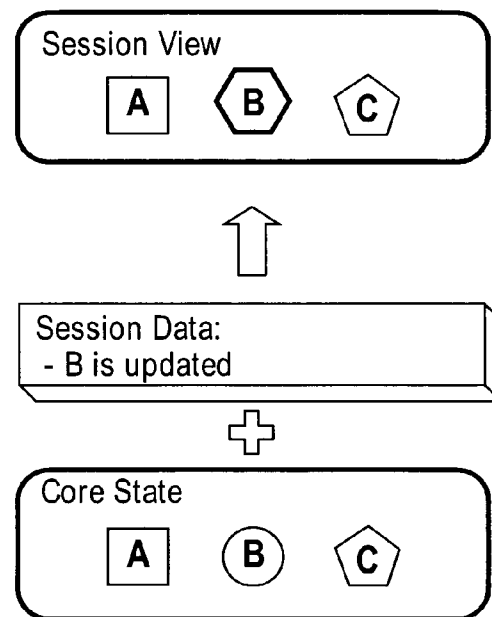 Session View
A B C
Session Data:
- B is updated
Core State
A B C